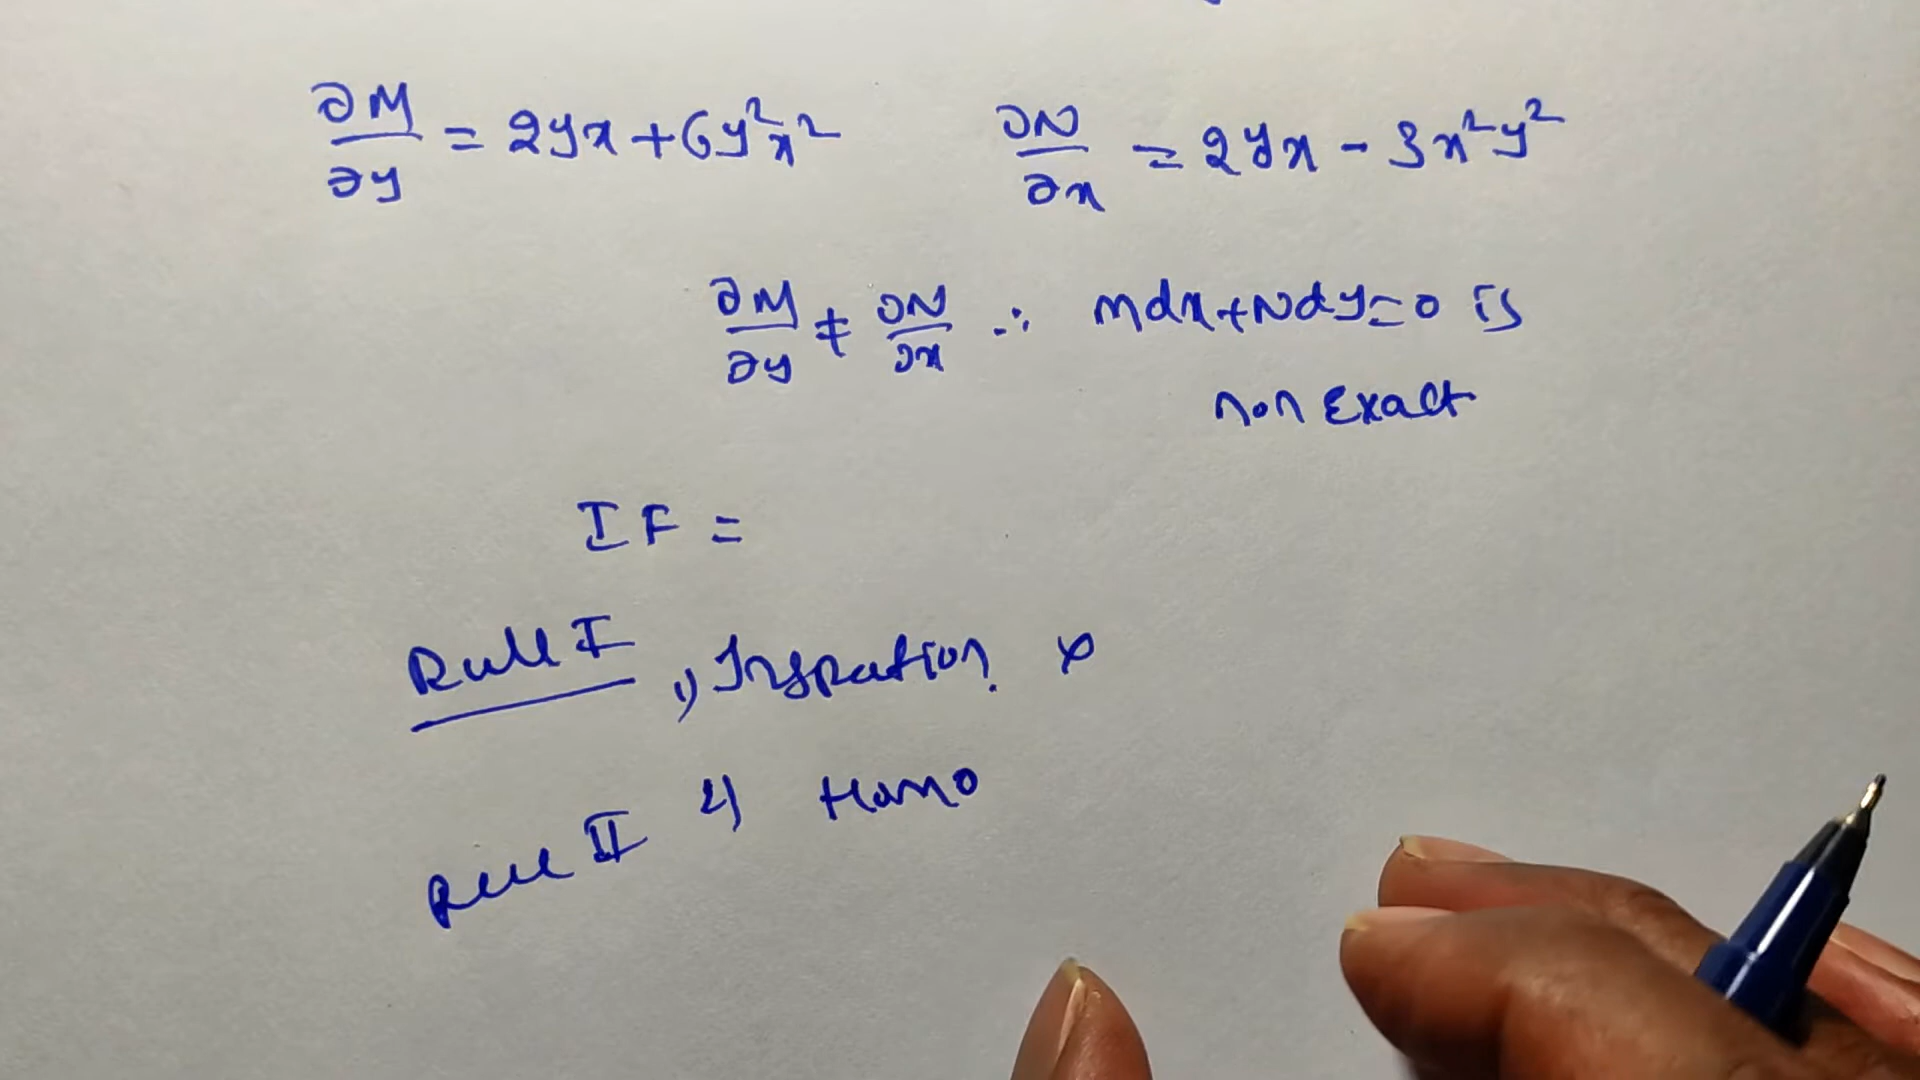 ∂M/∂y = 2yx + 6y²x² ∂N/∂x = 2yx - 3x²y²
∂M/∂y ≠ ∂N/∂x ∴ Mdx+Ndy=0 is
non Exact
IF =
Rule I 1) Inspection. x
Rule II 2) Homo